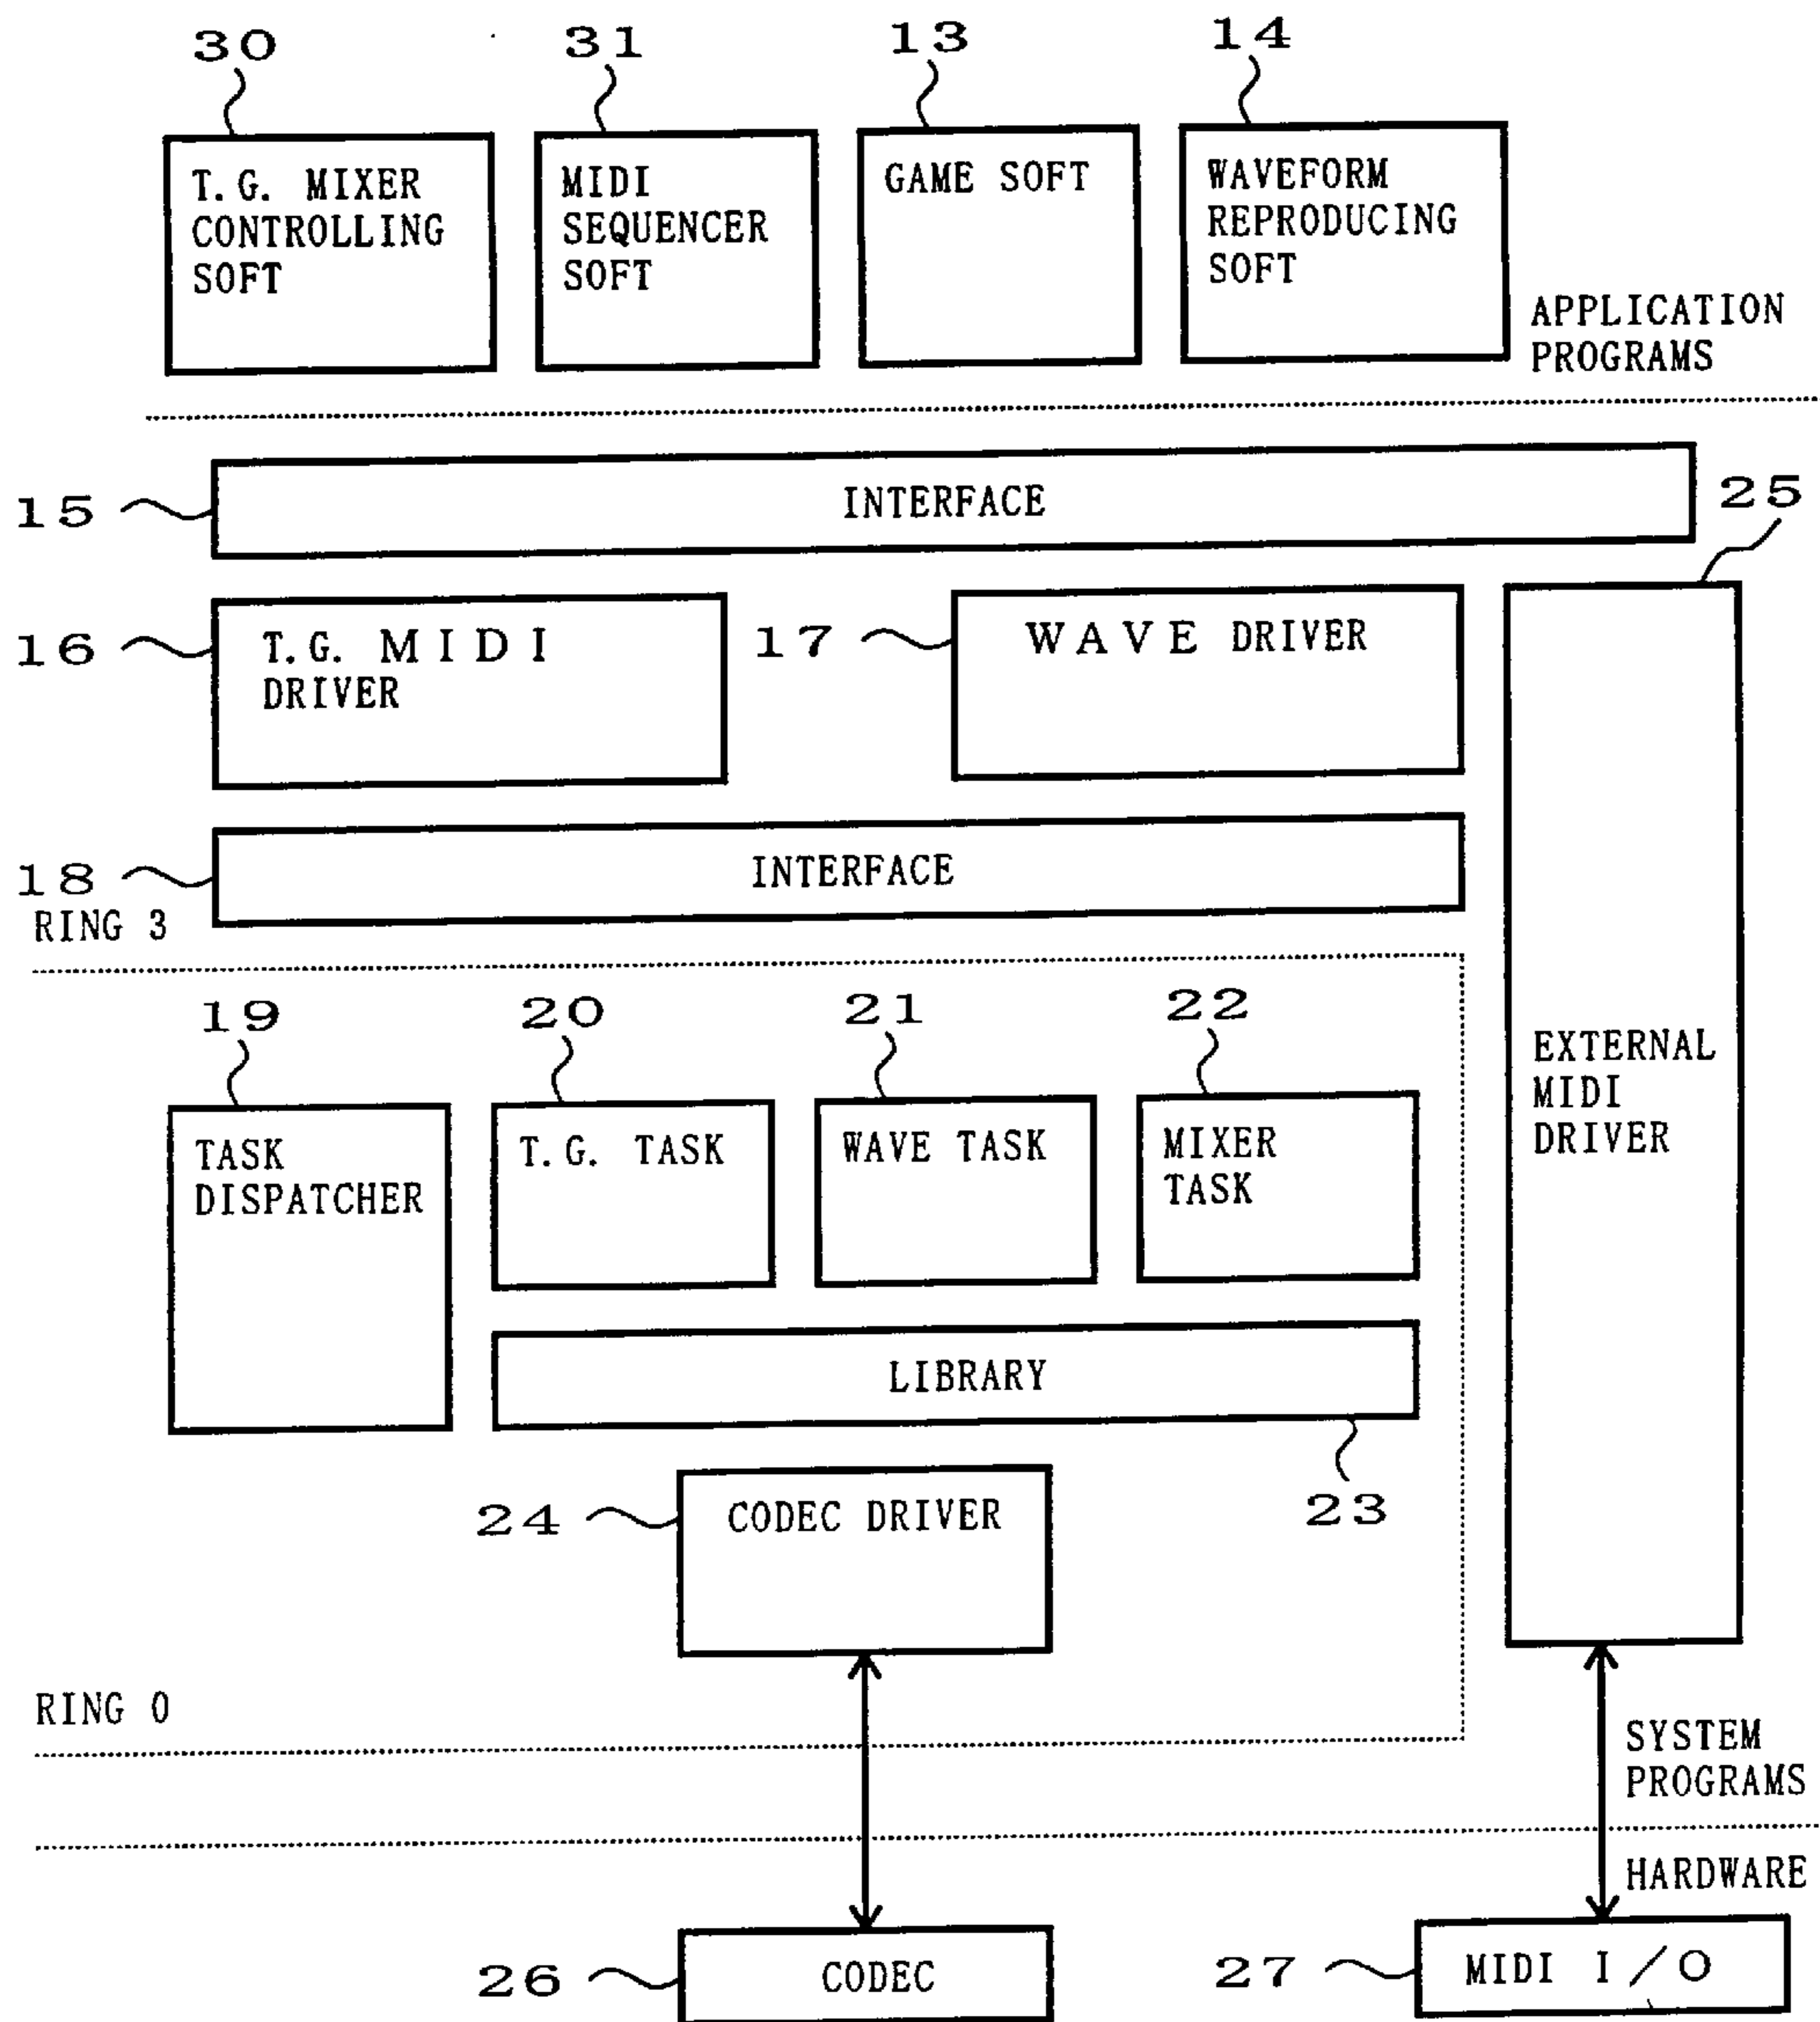 30
31
13
14
T.G. MIXER
CONTROLLING
SOFT
MIDI
SEQUENCER
SOFT
GAME SOFT
WAVEFORM
REPRODUCING
SOFT
APPLICATION
PROGRAMS
15
INTERFACE
25
16
T.G. MIDI
DRIVER
17
WAVE DRIVER
18
INTERFACE
RING 3
19
20
21
22
TASK
DISPATCHER
T.G. TASK
WAVE TASK
MIXER
TASK
EXTERNAL
MIDI
DRIVER
LIBRARY
23
24
CODEC DRIVER
RING 0
SYSTEM
PROGRAMS
HARDWARE
26
CODEC
27
MIDI I/O